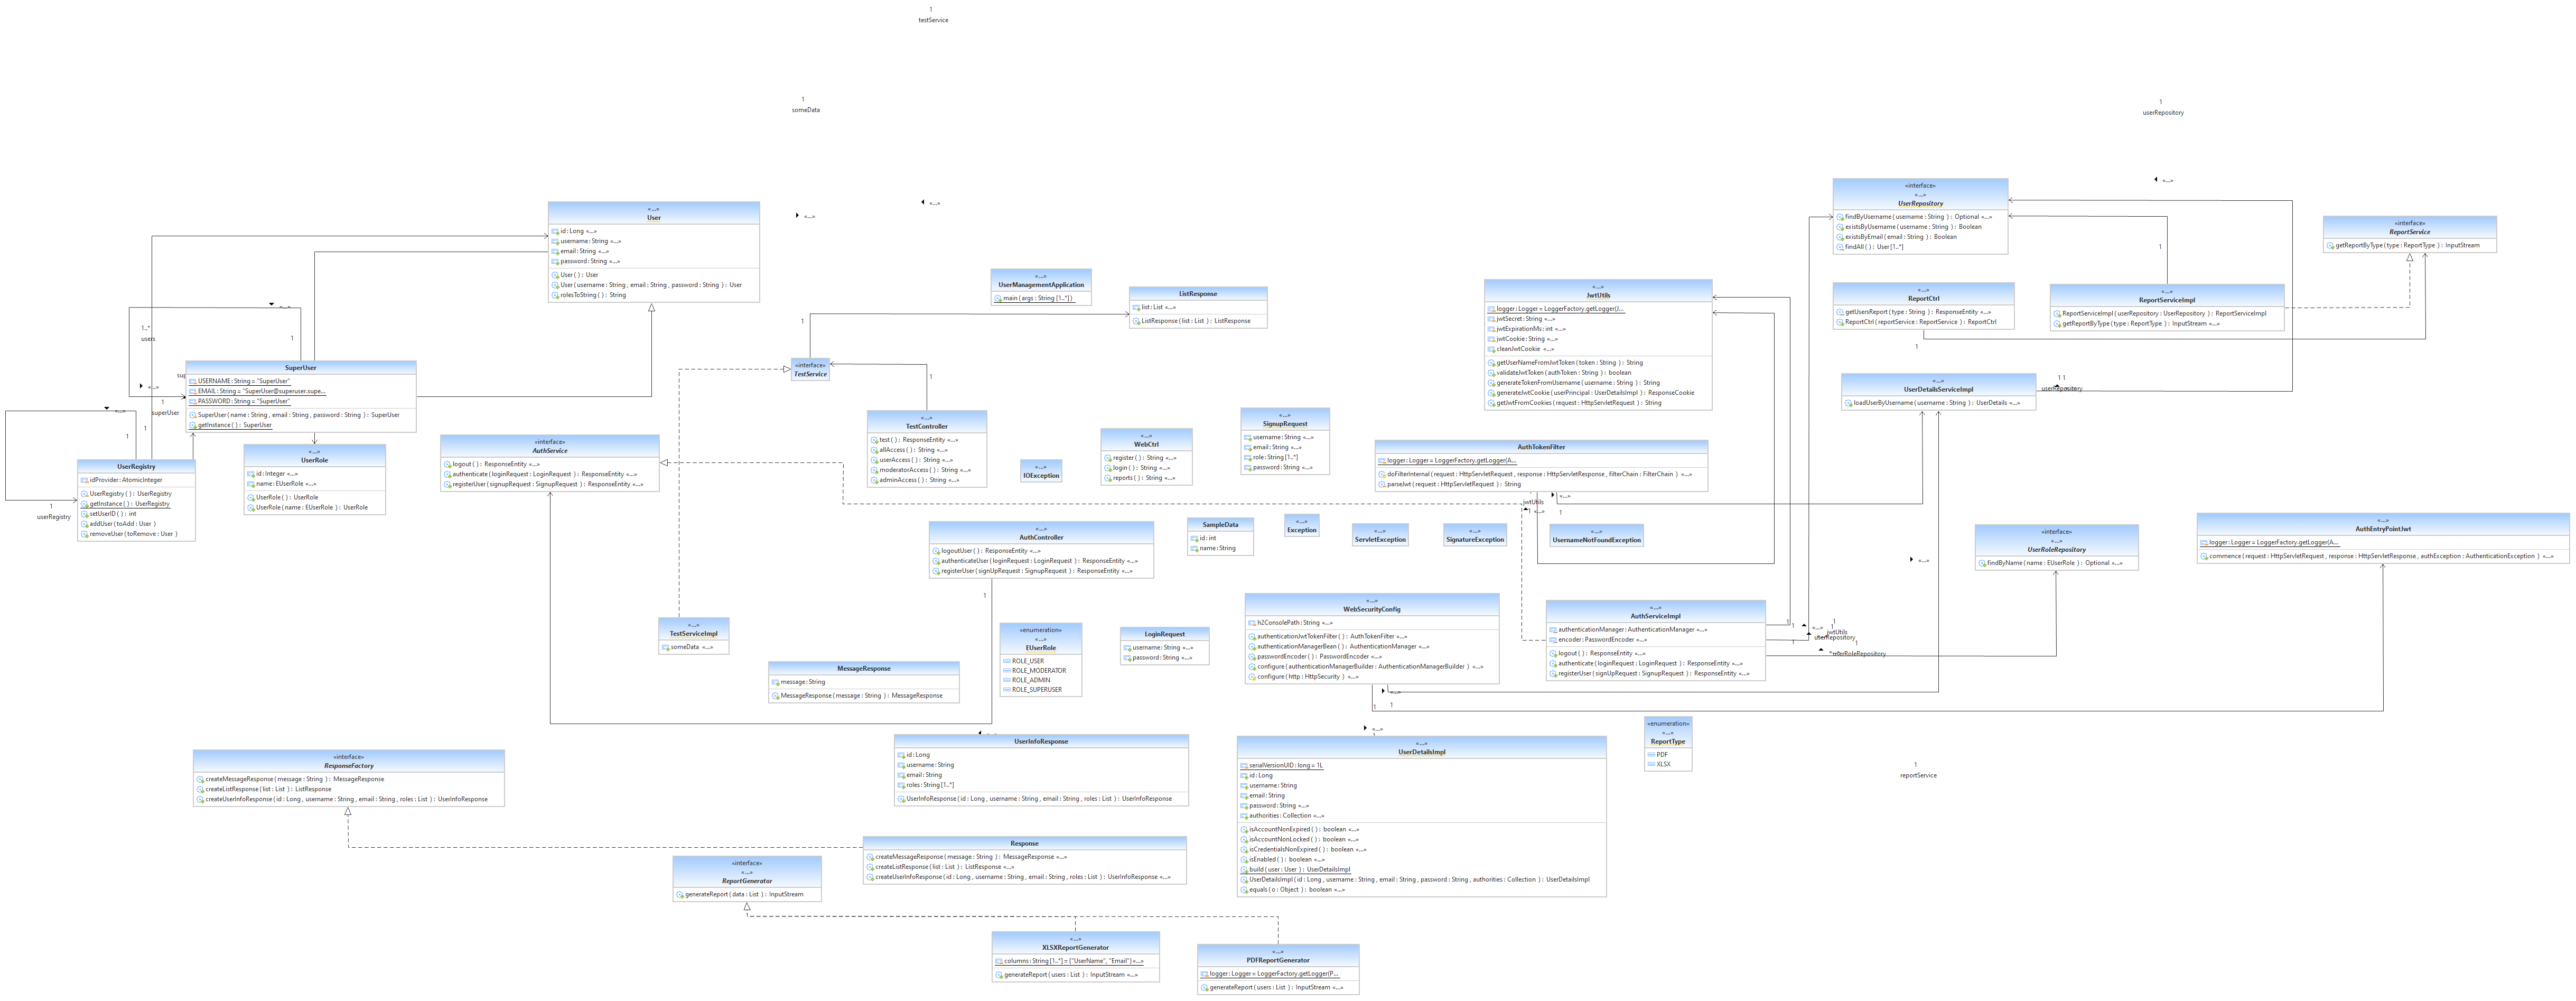 1
testService
1
someData
1
userRepository
«...»
«...»
«...»
«...»
User
id : Long «...»
username : String «...»
email : String «...»
password : String «...»
User ( ) : User
User ( username : String , email : String , password : String ) : User
rolesToString ( ) : String
«interface»
«...»
UserRepository
findByUsername ( username : String ) : Optional «...»
existsByUsername ( username : String ) : Boolean
existsByEmail ( email : String ) : Boolean
findAll ( ) : User [1..*]
«interface»
ReportService
getReportByType ( type : ReportType ) : InputStream
«...»
UserManagementApplication
main ( args : String [1..*] )
ListResponse
list : List «...»
ListResponse ( list : List ) : ListResponse
«...»
JwtUtils
logger : Logger = LoggerFactory.getLogger(J...
jwtSecret : String «...»
jwtExpirationMs : int «...»
jwtCookie : String «...»
cleanJwtCookie «...»
getUserNameFromJwtToken ( token : String ) : String
validateJwtToken ( authToken : String ) : boolean
generateTokenFromUsername ( username : String ) : String
generateJwtCookie ( userPrincipal : UserDetailsImpl ) : ResponseCookie
getJwtFromCookies ( request : HttpServletRequest ) : String
«...»
ReportCtrl
getUsersReport ( type : String ) : ResponseEntity «...»
ReportCtrl ( reportService : ReportService ) : ReportCtrl
1
«...»
ReportServiceImpl
ReportServiceImpl ( userRepository : UserRepository ) : ReportServiceImpl
getReportByType ( type : ReportType ) : InputStream «...»
1
«...»
1..*
users
1
SuperUser
USERNAME : String = "SuperUser"
EMAIL : String = "SuperUser@superuser.supe...
PASSWORD : String = "SuperUser"
SuperUser ( name : String , email : String , password : String ) : SuperUser
getInstance ( ) : SuperUser
«...»
1
superUser
«...»
1
1
UserRegistry
idProvider : AtomicInteger
UserRegistry ( ) : UserRegistry
getInstance ( ) : UserRegistry
setUserID ( ) : int
addUser ( toAdd : User )
removeUser ( toRemove : User )
1
userRegistry
«...»
UserRole
id : Integer «...»
name : EUserRole «...»
UserRole ( ) : UserRole
UserRole ( name : EUserRole ) : UserRole
1
«interface»
TestService
1
TestController
test ( ) : ResponseEntity «...»
allAccess ( ) : String «...»
userAccess ( ) : String «...»
moderatorAccess ( ) : String «...»
adminAccess ( ) : String «...»
«interface»
AuthService
logout ( ) : ResponseEntity «...»
authenticate ( loginRequest : LoginRequest ) : ResponseEntity «...»
registerUser ( signupRequest : SignupRequest ) : ResponseEntity «...»
«...»
IOException
«...»
WebCtrl
register ( ) : String «...»
login ( ) : String «...»
reports ( ) : String «...»
SignupRequest
username : String «...»
email : String «...»
role : String [1..*]
password : String «...»
AuthTokenFilter
logger : Logger = LoggerFactory.getLogger(A...
doFilterInternal ( request : HttpServletRequest , response : HttpServletResponse , filterChain : FilterChain ) «...»
parseJwt ( request : HttpServletRequest ) : String
jwtUtils
1
«...»
«...»
1
«...»
UserDetailsServiceImpl
loadUserByUsername ( username : String ) : UserDetails «...»
1 1
userRepository
«...»
AuthController
logoutUser ( ) : ResponseEntity «...»
authenticateUser ( loginRequest : LoginRequest ) : ResponseEntity «...»
registerUser ( signUpRequest : SignupRequest ) : ResponseEntity «...»
1
SampleData
id : int
name : String
«...»
Exception
«...»
ServletException
«...»
SignatureException
«...»
UsernameNotFoundException
«...»
«interface»
«...»
UserRoleRepository
findByName ( name : EUserRole ) : Optional «...»
«...»
AuthEntryPointJwt
logger : Logger = LoggerFactory.getLogger(A...
commence ( request : HttpServletRequest , response : HttpServletResponse , authException : AuthenticationException ) «...»
«...»
TestServiceImpl
someData «...»
MessageResponse
message : String
MessageResponse ( message : String ) : MessageResponse
«enumeration»
«...»
EUserRole
ROLE_USER
ROLE_MODERATOR
ROLE_ADMIN
ROLE_SUPERUSER
LoginRequest
username : String «...»
password : String «...»
«...»
WebSecurityConfig
h2ConsolePath : String «...»
authenticationJwtTokenFilter ( ) : AuthTokenFilter «...»
authenticationManagerBean ( ) : AuthenticationManager «...»
passwordEncoder ( ) : PasswordEncoder «...»
configure ( authenticationManagerBuilder : AuthenticationManagerBuilder ) «...»
configure ( http : HttpSecurity ) «...»
«...»
1
1
«...»
AuthServiceImpl
authenticationManager : AuthenticationManager «...»
encoder : PasswordEncoder «...»
logout ( ) : ResponseEntity «...»
authenticate ( loginRequest : LoginRequest ) : ResponseEntity «...»
registerUser ( signUpRequest : SignupRequest ) : ResponseEntity «...»
1
1
1
«...»
jwtUtils
userRepository
1
«...»
1
«enumeration»
«...»
ReportType
PDF
XLSX
1
reportService
«interface»
ResponseFactory
createMessageResponse ( message : String ) : MessageResponse
createListResponse ( list : List ) : ListResponse
createUserInfoResponse ( id : Long , username : String , email : String , roles : List ) : UserInfoResponse
UserInfoResponse
id : Long
username : String
email : String
roles : String [1..*]
UserInfoResponse ( id : Long , username : String , email : String , roles : List ) : UserInfoResponse
«...»
UserDetailsImpl
serialVersionUID : long = 1L
id : Long
username : String
email : String
password : String «...»
authorities : Collection «...»
isAccountNonExpired ( ) : boolean «...»
isAccountNonLocked ( ) : boolean «...»
isCredentialsNonExpired ( ) : boolean «...»
isEnabled ( ) : boolean «...»
build ( user : User ) : UserDetailsImpl
UserDetailsImpl ( id : Long , username : String , email : String , password : String , authorities : Collection ) : UserDetailsImpl
equals ( o : Object ) : boolean «...»
Response
createMessageResponse ( message : String ) : MessageResponse «...»
createListResponse ( list : List ) : ListResponse «...»
createUserInfoResponse ( id : Long , username : String , email : String , roles : List ) : UserInfoResponse «...»
«interface»
«...»
ReportGenerator
generateReport ( data : List ) : InputStream
«...»
XLSXReportGenerator
columns : String [1..*] = {"UserName", "Email"} «...»
generateReport ( users : List ) : InputStream «...»
«...»
PDFReportGenerator
logger : Logger = LoggerFactory.getLogger(P...
generateReport ( users : List ) : InputStream «...»